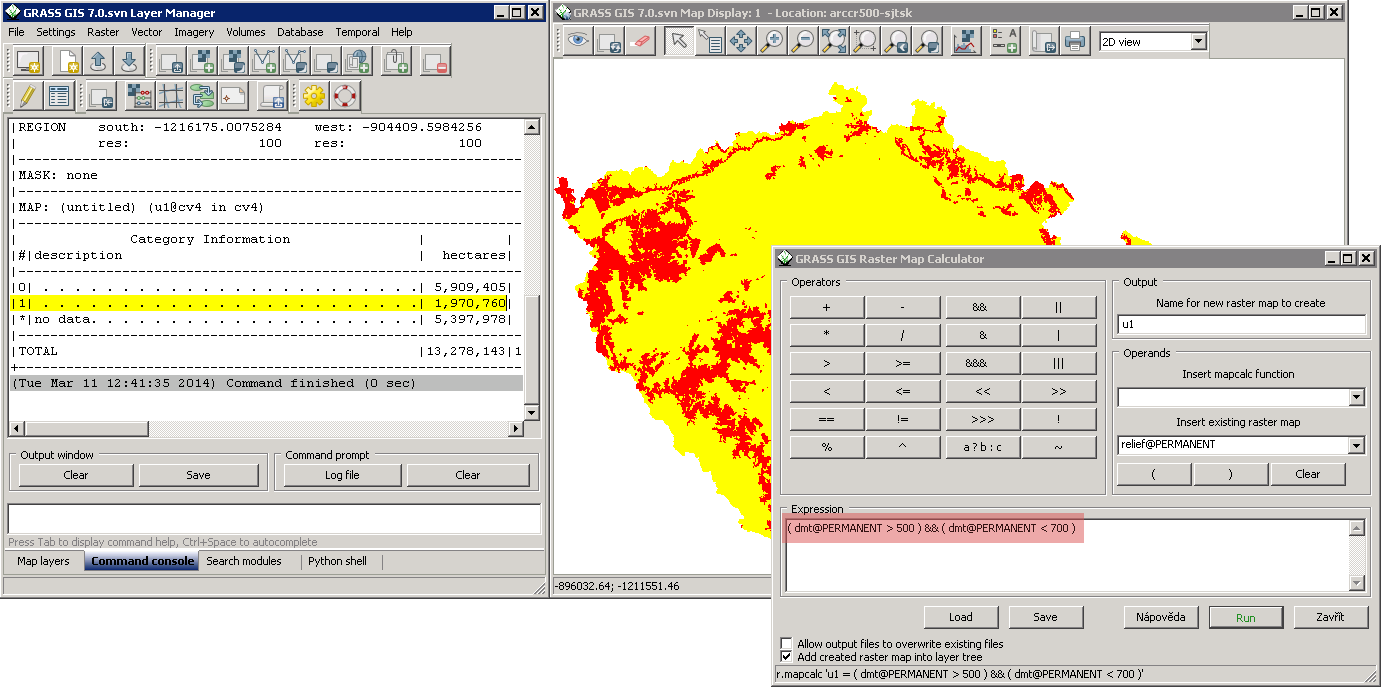 GRASS GIS 7.0.svn Layer Manager
File Settings Raster Vector Imagery Volumes Database Temporal Help
|REGION    south: -1216175.0075284    west: -904409.5984256
|          res:                 100    res:                 100
|MASK: none
|MAP: (untitled) (u1@cv4 in cv4)
|               Category Information                |          |
|#|description                                      |  hectares|
|0| . . . . . . . . . . . . . . . . . . . . . . . .| 5,909,405|
|1| . . . . . . . . . . . . . . . . . . . . . . . .| 1,970,760|
|*|no data. . . . . . . . . . . . . . . . . . . . .| 5,397,978|
|TOTAL                                              |13,278,143|1
(Tue Mar 11 12:41:35 2014) Command finished (0 sec)
Output window
Clear Save
Command prompt
Log file Clear
Press Tab to display command help, Ctrl+Space to autocomplete
Map layers Command console Search modules Python shell
GRASS GIS 7.0.svn Map Display: 1 - Location: arccr500-sjtsk
2D view
-896032.64; -1211551.46
GRASS GIS Raster Map Calculator
Operators
+ - && ||
* / & |
> >= &&& |||
< <= << >>
== != >>> !
% ^ a ? b : c ~
Output
Name for new raster map to create
u1
Operands
Insert mapcalc function
Insert existing raster map
relief@PERMANENT
( ) Clear
Expression
( dmt@PERMANENT > 500 ) && ( dmt@PERMANENT < 700 )
Load Save Nápověda Run Zavřít
Allow output files to overwrite existing files
Add created raster map into layer tree
r.mapcalc 'u1 = ( dmt@PERMANENT > 500 ) && ( dmt@PERMANENT < 700 )'